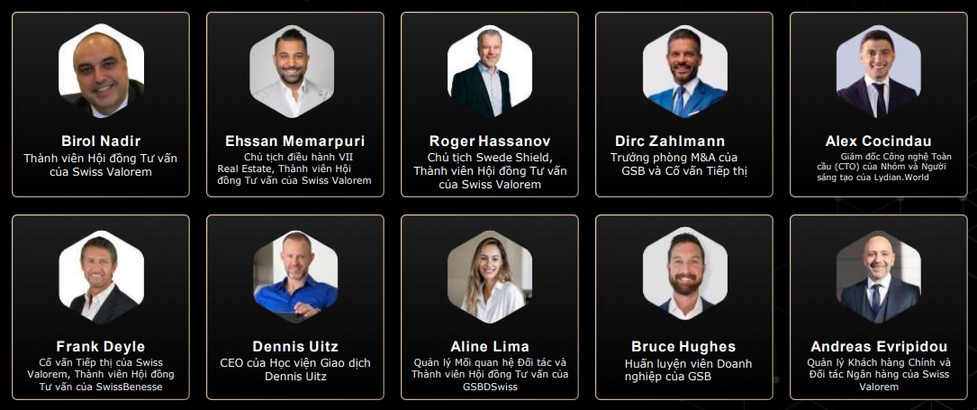 Birol Nadir
Thành viên Hội đồng Tư vấn
của Swiss Valorem
Ehssan Memarpuri
Chủ tịch điều hành VII
Real Estate, Thành viên Hội
đồng Tư vấn của Swiss Valorem
Roger Hassanov
Chủ tịch Swede Shield,
Thành viên Hội đồng Tư vấn
của Swiss Valorem
Dirc Zahlmann
Trưởng phòng M&A của
GSB và Cố vấn Tiếp thị
Alex Cocindau
Giám đốc Công nghệ Toàn
cầu (CTO) của Nhóm và Người
sáng tạo của Lydian.World
Frank Deyle
Cố vấn Tiếp thị của Swiss
Valorem, Thành viên Hội đồng
Tư vấn của SwissBenesse
Dennis Uitz
CEO của Học viện Giao dịch
Dennis Uitz
Aline Lima
Quản lý Mối quan hệ Đối tác và
Thành viên Hội đồng Tư vấn của
GSBDSwiss
Bruce Hughes
Huấn luyện viên Doanh
nghiệp của GSB
Andreas Evripidou
Quản lý Khách hàng Chính và
Đối tác Ngân hàng của Swiss
Valorem